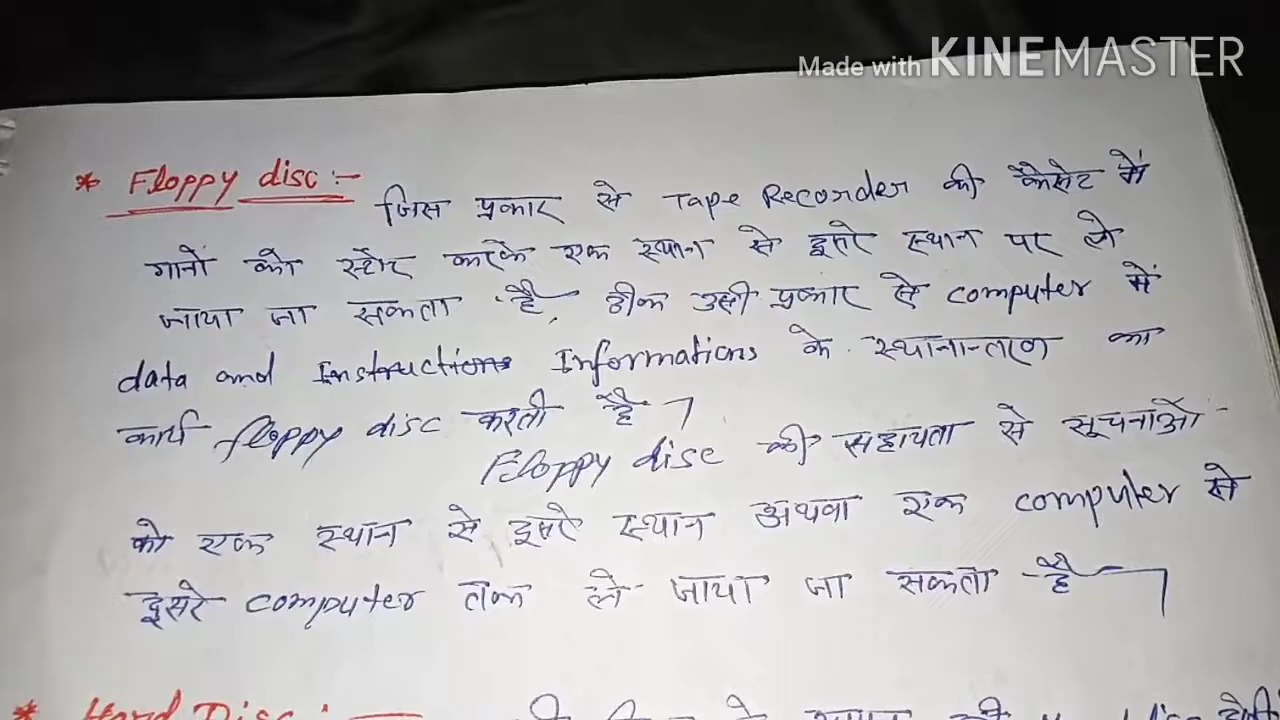 Made with KINEMASTER
* Floppy disc :-
जिस प्रकार से Tape Recorder की कैसेट में
गानों को स्टोर करके एक स्थान से दूसरे स्थान पर ले
जाया जा सकता है, ठीक उसी प्रकार से computer में
data and Instructions Informations के स्थानान्तरण का
कार्य floppy disc करती है।
Floppy disc की सहायता से सूचनाओं
को एक स्थान से दूसरे स्थान अथवा एक computer से
दूसरे computer तक ले जाया जा सकता है।
* Hard Disc :-